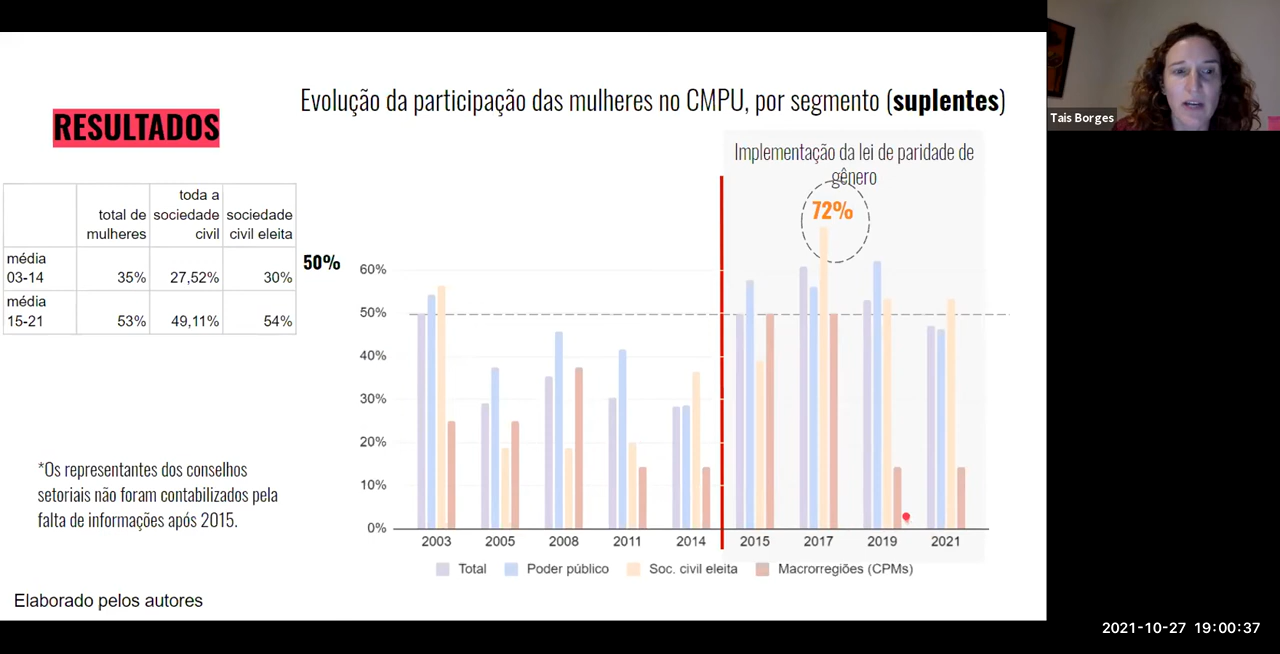 Evolução da participação das mulheres no CMPU, por segmento (suplentes)
RESULTADOS
Tais Borges
Implementação da lei de paridade de
gênero
72%
total de mulheres
toda a sociedade civil
sociedade civil eleita
média 03-14
35%
27,52%
30%
média 15-21
53%
49,11%
54%
50%
60%
50%
40%
30%
20%
10%
0%
2003 2005 2008 2011 2014 2015 2017 2019 2021
Total Poder público Soc. civil eleita Macrorregiões (CPMs)
*Os representantes dos conselhos
setoriais não foram contabilizados pela
falta de informações após 2015.
Elaborado pelos autores
2021-10-27 19:00:37